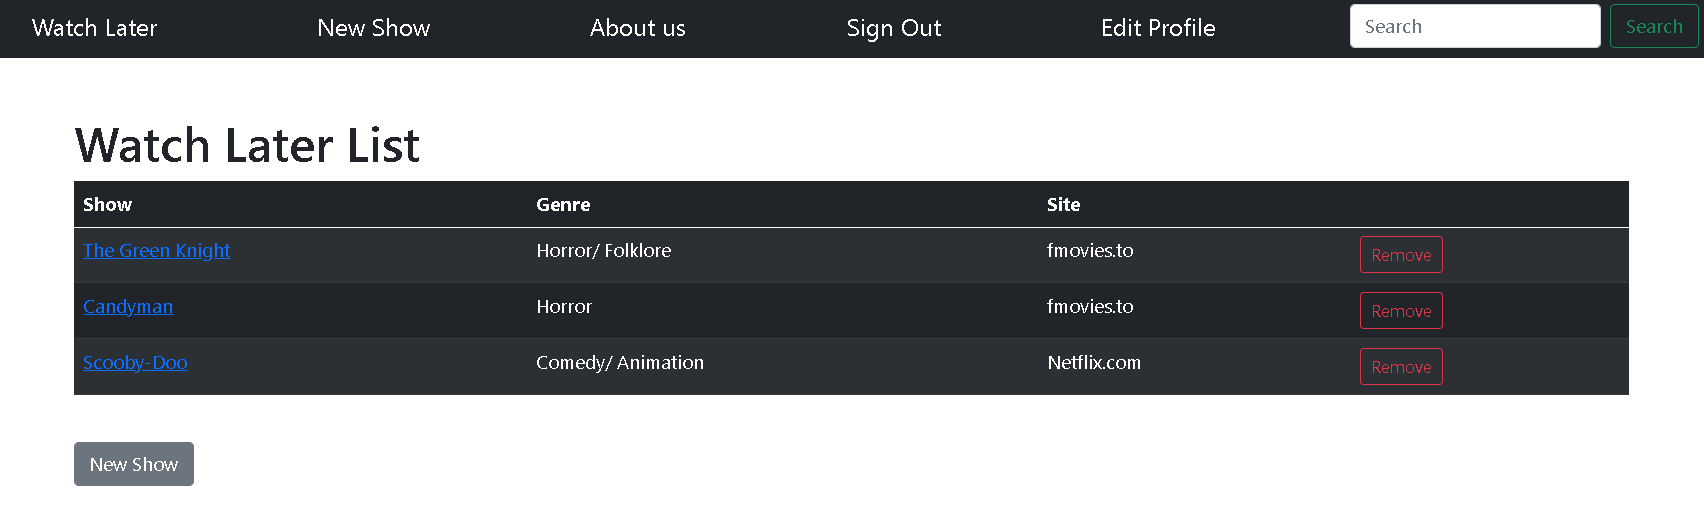 Watch Later New Show About us Sign Out Edit Profile Search Search
Watch Later List
Show Genre Site
The Green Knight Horror/ Folklore fmovies.to Remove
Candyman Horror fmovies.to Remove
Scooby-Doo Comedy/ Animation Netflix.com Remove
New Show